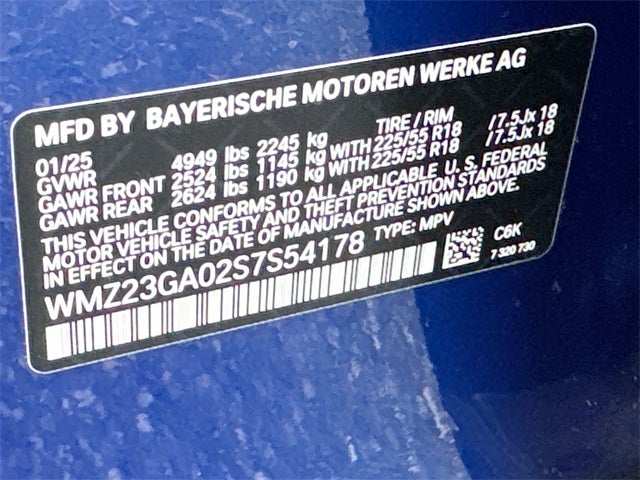 MFD BY BAYERISCHE MOTOREN WERKE AG
01/25 TIRE / RIM
GVWR 4949 lbs 2245 kg
GAWR FRONT 2524 lbs 1145 kg WITH 225/55 R18 /7.5Jx 18
GAWR REAR 2624 lbs 1190 kg WITH 225/55 R18 /7.5Jx 18
THIS VEHICLE CONFORMS TO ALL APPLICABLE U. S. FEDERAL
MOTOR VEHICLE SAFETY AND THEFT PREVENTION STANDARDS
IN EFFECT ON THE DATE OF MANUFACTURE SHOWN ABOVE.
WMZ23GA02S7S54178 TYPE: MPV
C6K
7 320 730